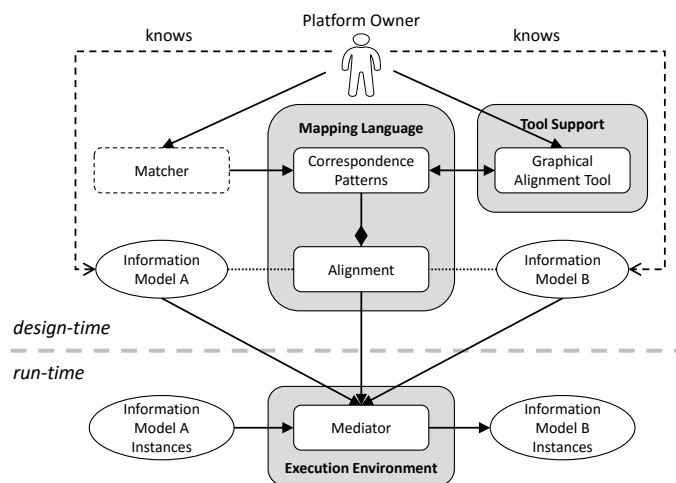 Platform Owner
knows
knows
Mapping Language
Tool Support
Matcher
Correspondence
Patterns
Graphical
Alignment Tool
Information
Model A
Alignment
Information
Model B
design-time
run-time
Information
Model A
Instances
Mediator
Information
Model B
Instances
Execution Environment